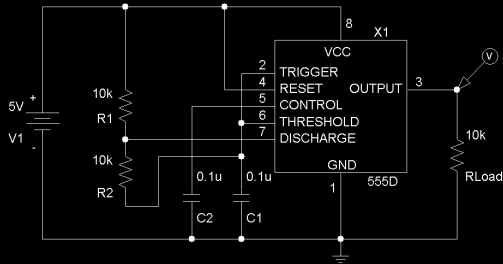 8
X1
VCC
2
TRIGGER
4
RESET
OUTPUT
3
V
5
CONTROL
6
THRESHOLD
7
DISCHARGE
GND
1
555D
5V
+
V1
-
10k
R1
10k
R2
0.1u
C2
0.1u
C1
10k
RLoad